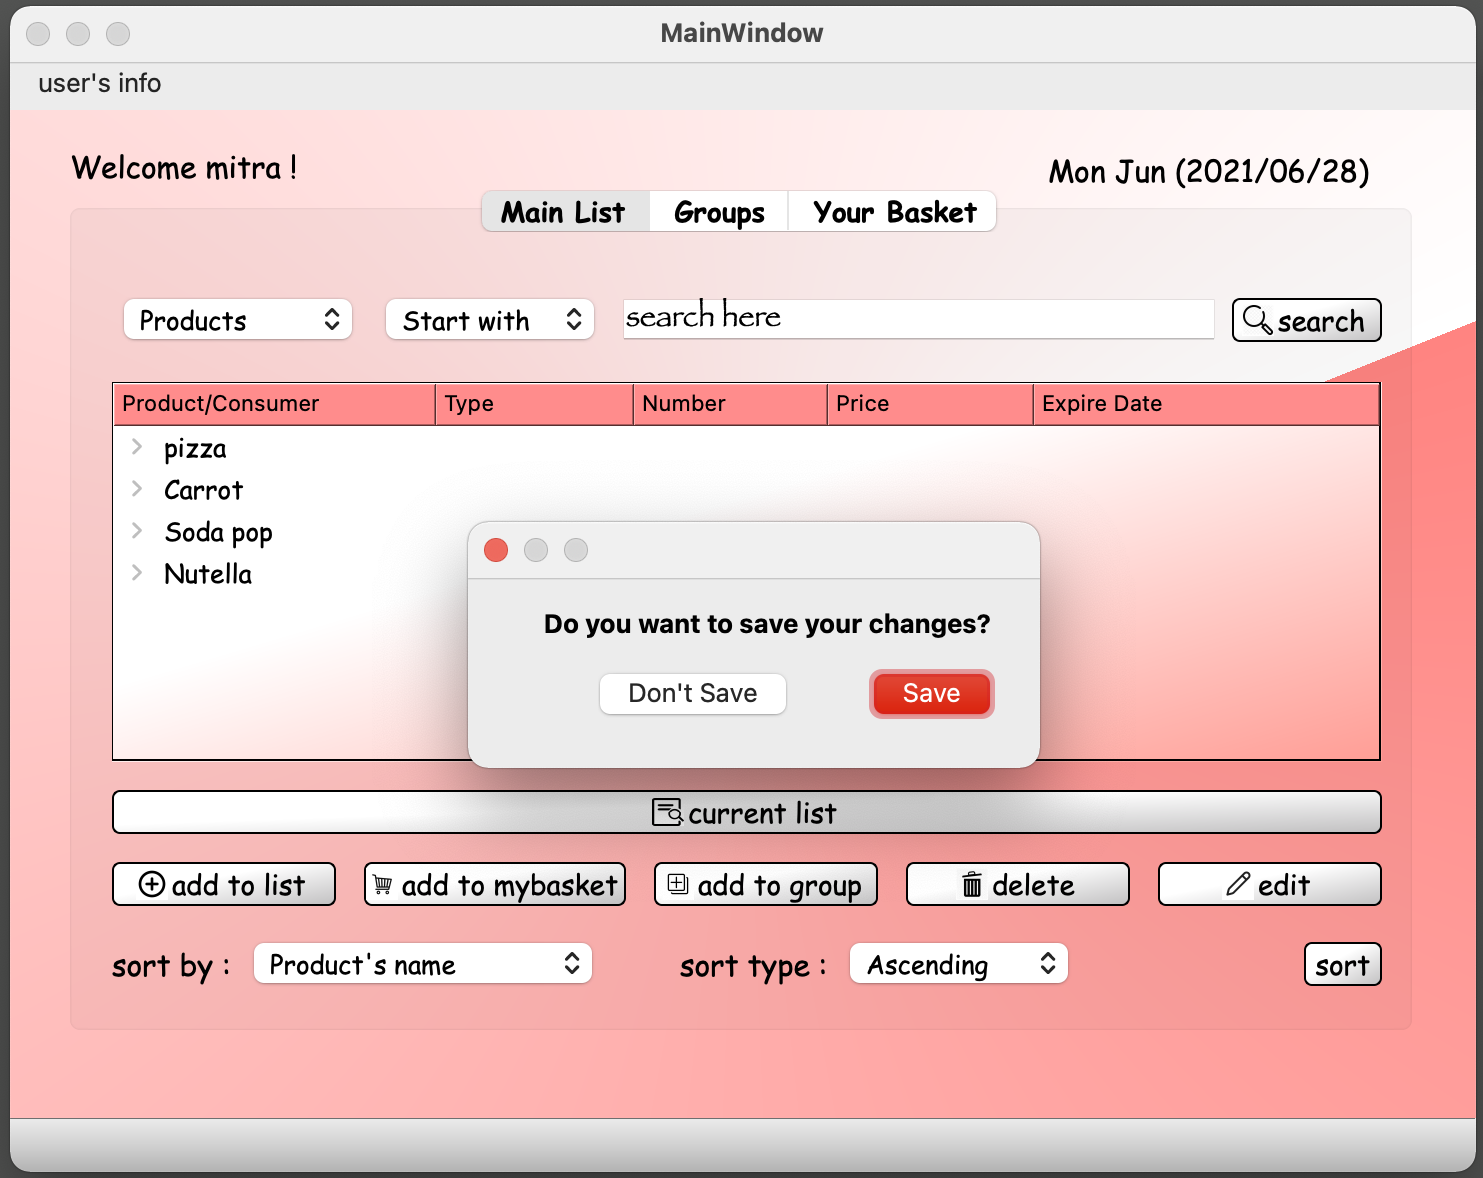 MainWindow
user's info
Welcome mitra !
Mon Jun (2021/06/28)
Main List Groups Your Basket
Products Start with search here search
Product/Consumer Type Number Price Expire Date
pizza
Carrot
Soda pop
Nutella
Do you want to save your changes?
Don't Save Save
current list
add to list add to mybasket add to group delete edit
sort by : Product's name sort type : Ascending sort